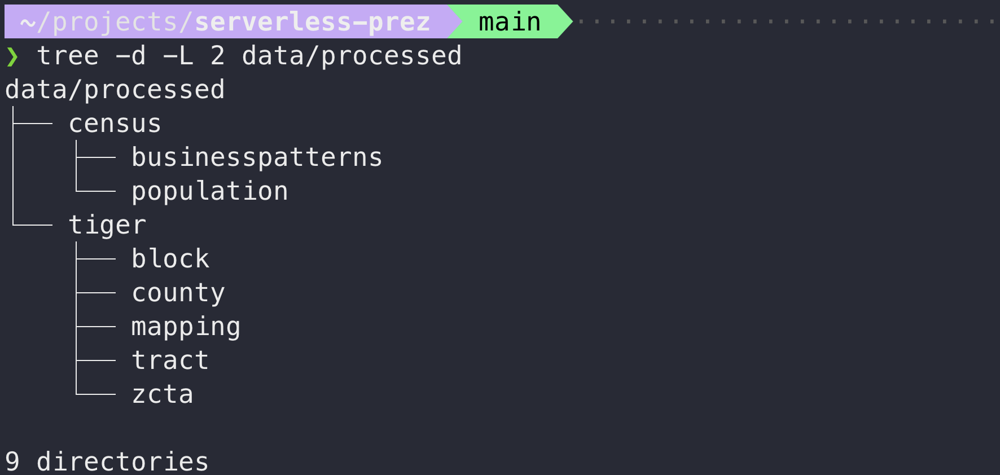 ~/projects/serverless-prez main
❯ tree -d -L 2 data/processed
data/processed
├── census
│   ├── businesspatterns
│   └── population
└── tiger
    ├── block
    ├── county
    ├── mapping
    ├── tract
    └── zcta

9 directories